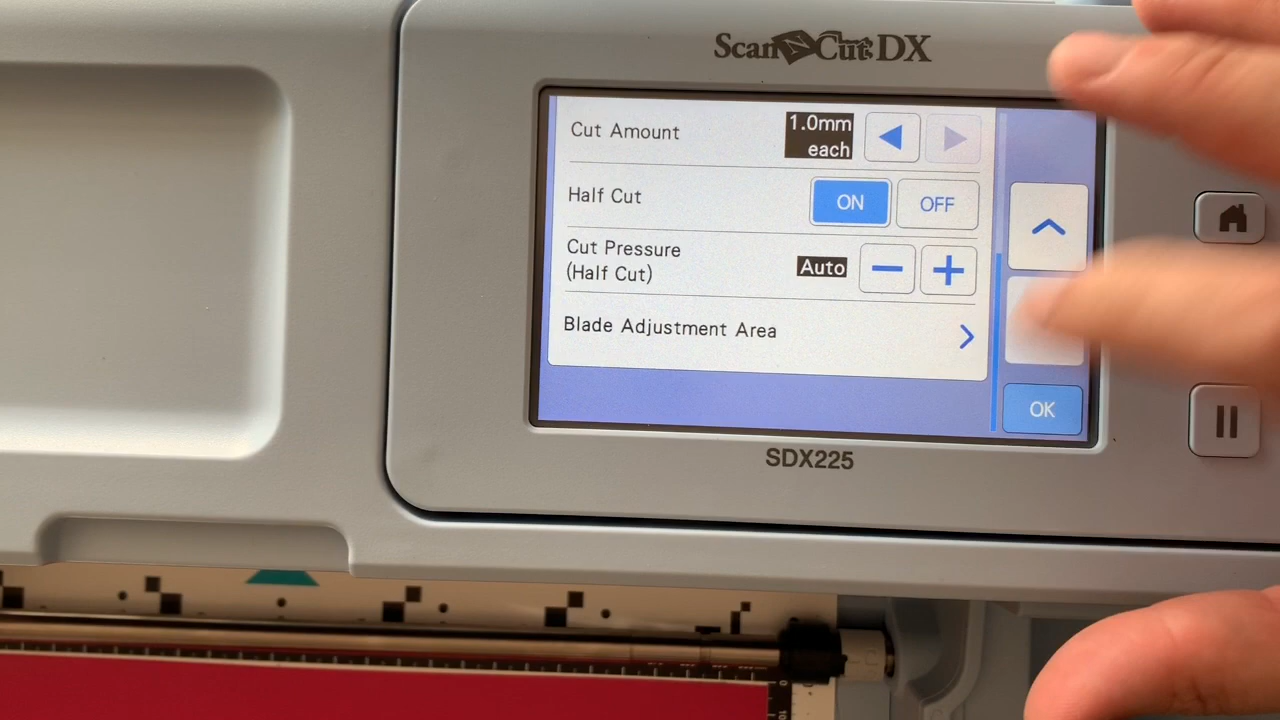 ScanNCut DX
Cut Amount
1.0mm
each
Half Cut
ON
OFF
Cut Pressure
(Half Cut)
Auto
Blade Adjustment Area
OK
SDX225